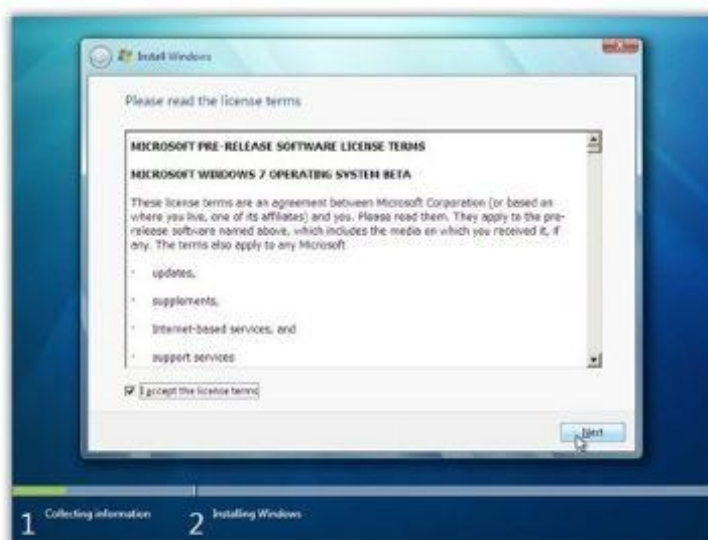 Install Windows
Please read the license terms
MICROSOFT PRE-RELEASE SOFTWARE LICENSE TERMS
MICROSOFT WINDOWS 7 OPERATING SYSTEM BETA
These license terms are an agreement between Microsoft Corporation (or based on
where you live, one of its affiliates) and you. Please read them. They apply to the pre-
release software named above, which includes the media on which you received it, if
any. The terms also apply to any Microsoft
· updates,
· supplements,
· Internet-based services, and
· support services
I accept the license terms
Next
1 Collecting information 2 Installing Windows